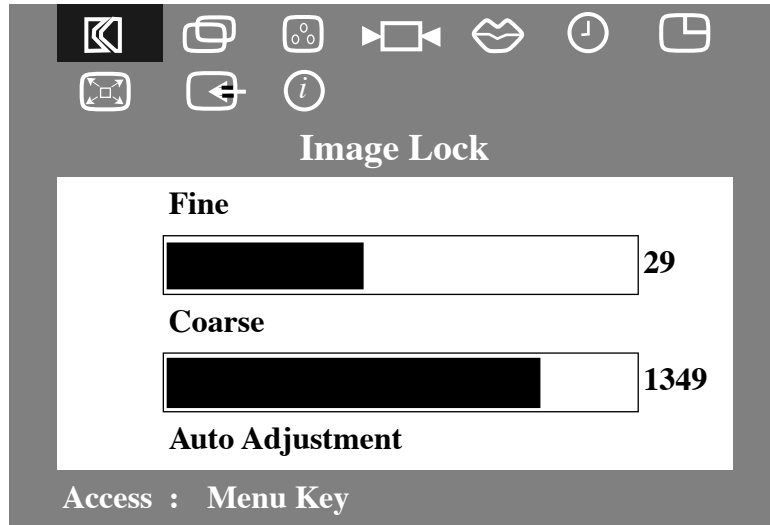 i
Image Lock
Fine
29
Coarse
1349
Auto Adjustment
Access : Menu Key